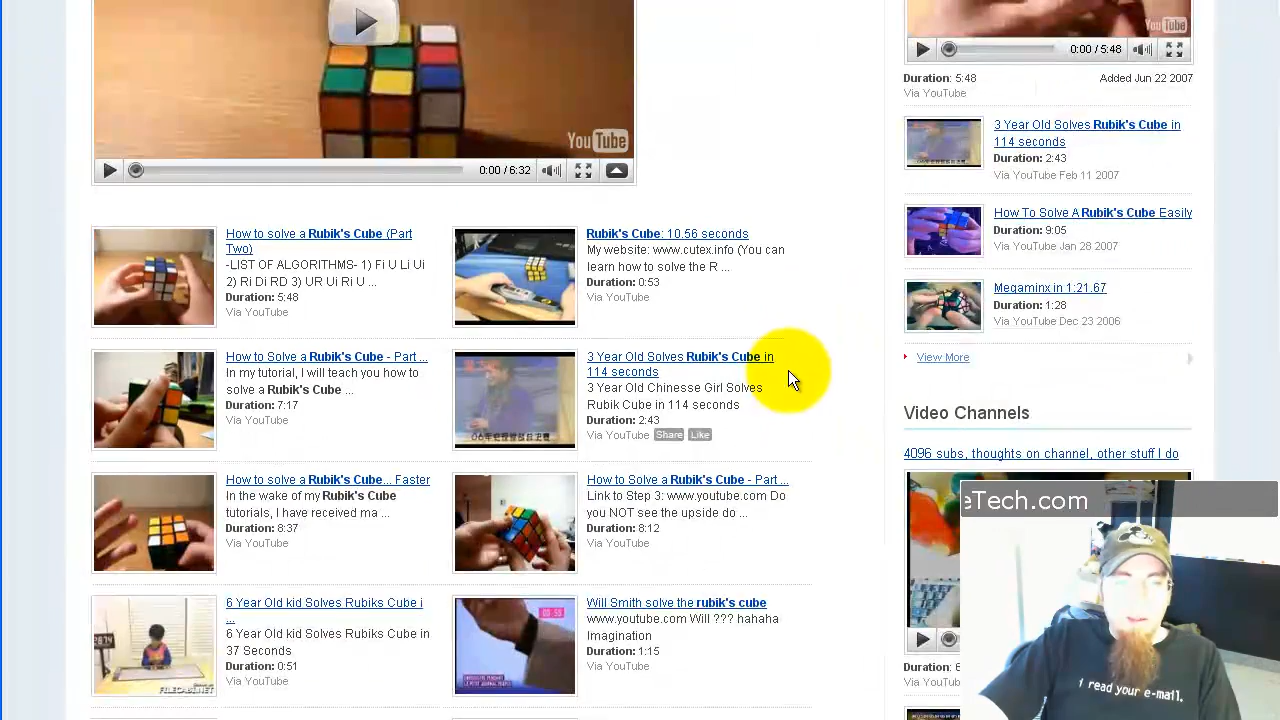 YouTube
0:00 / 6:32
How to solve a Rubik's Cube (Part
Two)
2) Ri Di R D 3) UR Ui Ri U ...
Duration: 5:48
How to Solve a Rubik's Cube - Part ...
In my tutorial, I will teach you how to
solve a Rubik's Cube ...
Duration: 7:17
Via YouTube
How to Solve a Rubik's Cube... Faster
In the wake of my Rubik's Cube
tutorials, I have received ma ...
Duration: 8:37
Via YouTube
6 Year Old kid Solves Rubiks Cube i
...
6 Year Old kid Solves Rubiks Cube in
37 Seconds
Duration: 0:51
Via YouTube
FILECABI.NET
Rubik's Cube: 10.56 seconds
My website: www.cutex.info (You can
learn how to solve the R ...
Duration: 0:53
Via YouTube
3 Year Old Solves Rubik's Cube in
114 seconds
3 Year Old Chinesse Girl Solves
Rubik Cube in 114 seconds
Duration: 2:43
Via YouTube Share Like
How to Solve a Rubik's Cube - Part ...
Link to Step 3: www.youtube.com Do
you NOT see the upside do ...
Duration: 8:12
Via YouTube
Will Smith solve the rubik's cube
www.youtube.com Will ??? hahaha
Imagination
Duration: 1:15
Via YouTube
YouTube
0:00 / 5:48
Duration: 5:48 Added Jun 22 2007
Via YouTube
3 Year Old Solves Rubik's Cube in
114 seconds
Duration: 2:43
Via YouTube Feb 11 2007
How To Solve A Rubik's Cube Easily
Duration: 9:05
Via YouTube Jan 28 2007
Megaminx in 1:21.67
Duration: 1:28
Via YouTube Dec 23 2006
View More
Video Channels
4096 subs, thoughts on channel, other stuff I do
Duration: 6
Via YouTu
eTech.com
i read your e-mail.